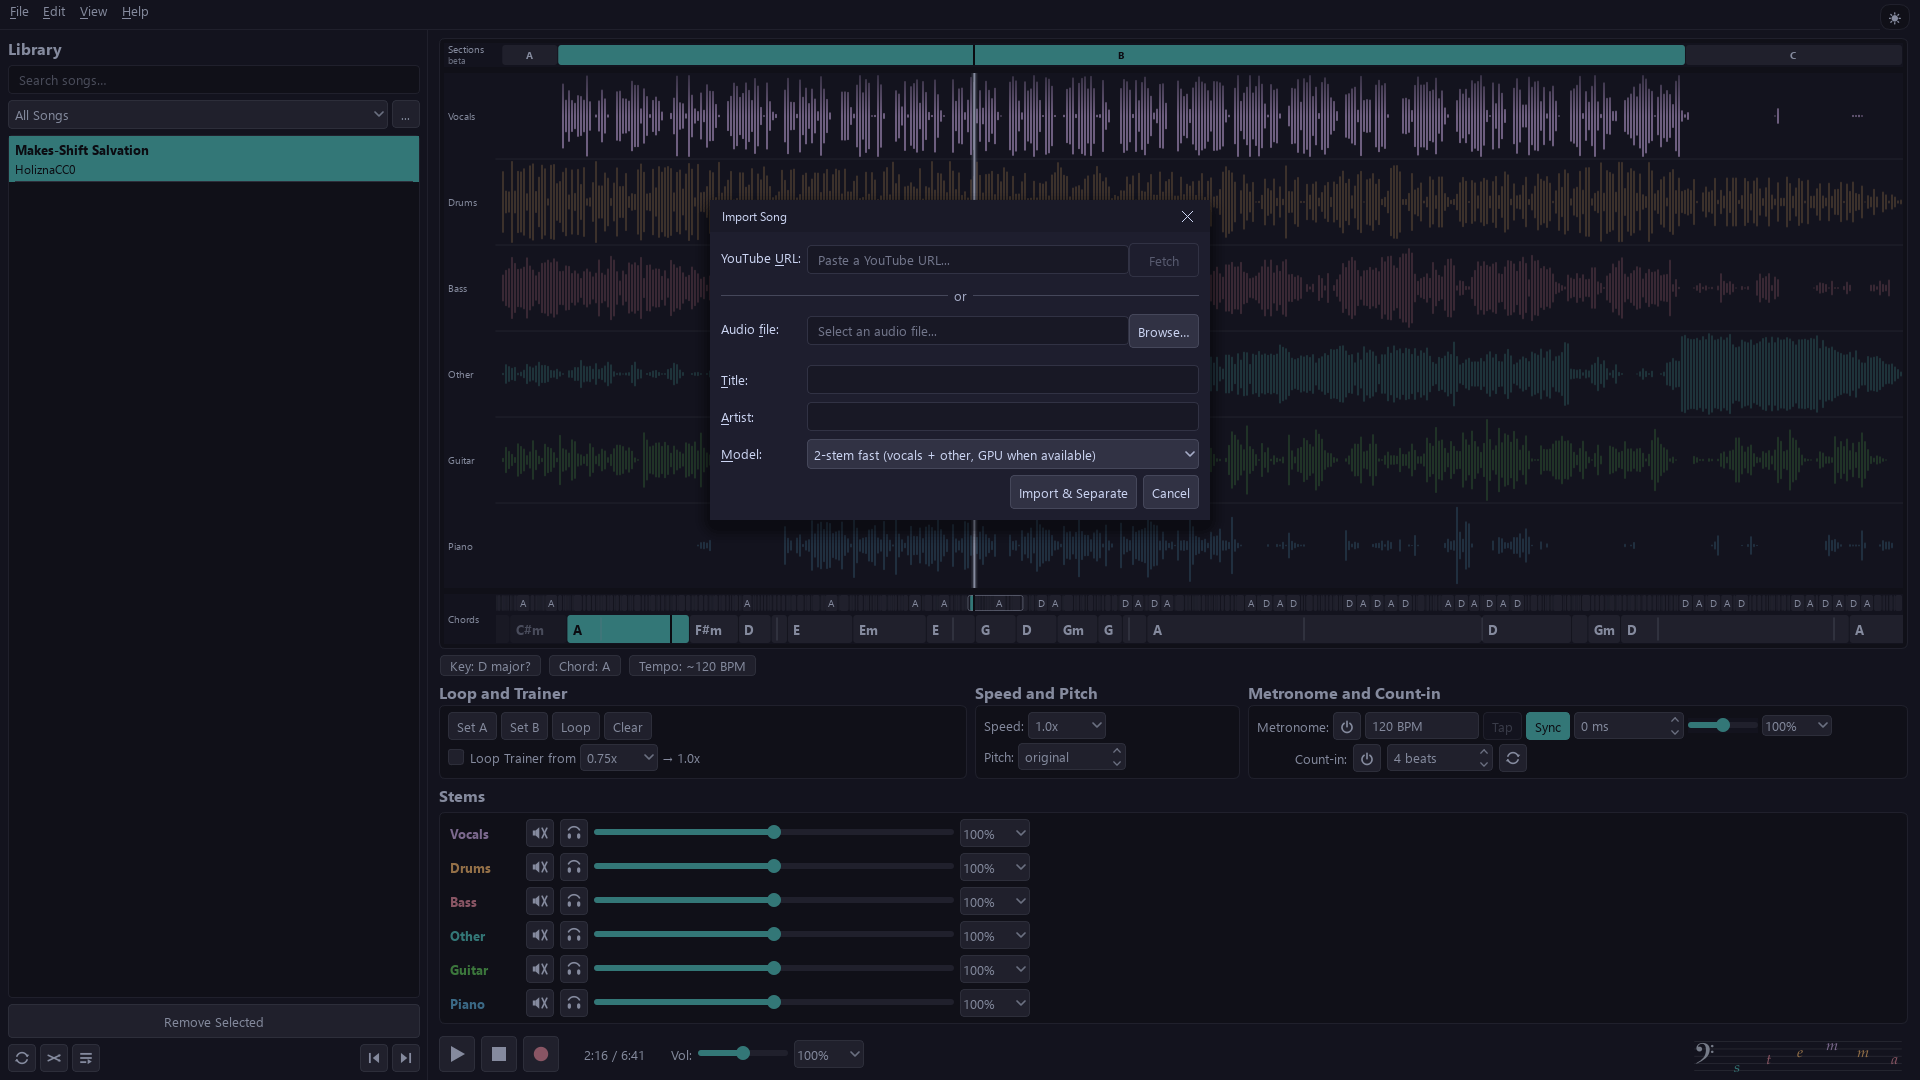 File Edit View Help
Library
Search songs...
All Songs
...
Makes-Shift Salvation
HoliznaCC0
Remove Selected
Sections
beta
A B C
Vocals
Drums
Bass
Other
Guitar
Piano
Import Song
YouTube URL: Paste a YouTube URL... Fetch
or
Audio file: Select an audio file... Browse...
Title:
Artist:
Model: 2-stem fast (vocals + other, GPU when available)
Import & Separate Cancel
A A A A A A A D A D A D A A D A D D A D A D A D A D A D A D A D A D A D A
Chords
C#m A F#m D E Em E G D Gm G A D Gm D A
Key: D major? Chord: A Tempo: ~120 BPM
Loop and Trainer
Set A Set B Loop Clear
Loop Trainer from 0.75x → 1.0x
Speed and Pitch
Speed: 1.0x
Pitch: original
Metronome and Count-in
Metronome: 120 BPM Tap Sync 0 ms 100%
Count-in: 4 beats
Stems
Vocals 100%
Drums 100%
Bass 100%
Other 100%
Guitar 100%
Piano 100%
2:16 / 6:41 Vol: 100%
stemma